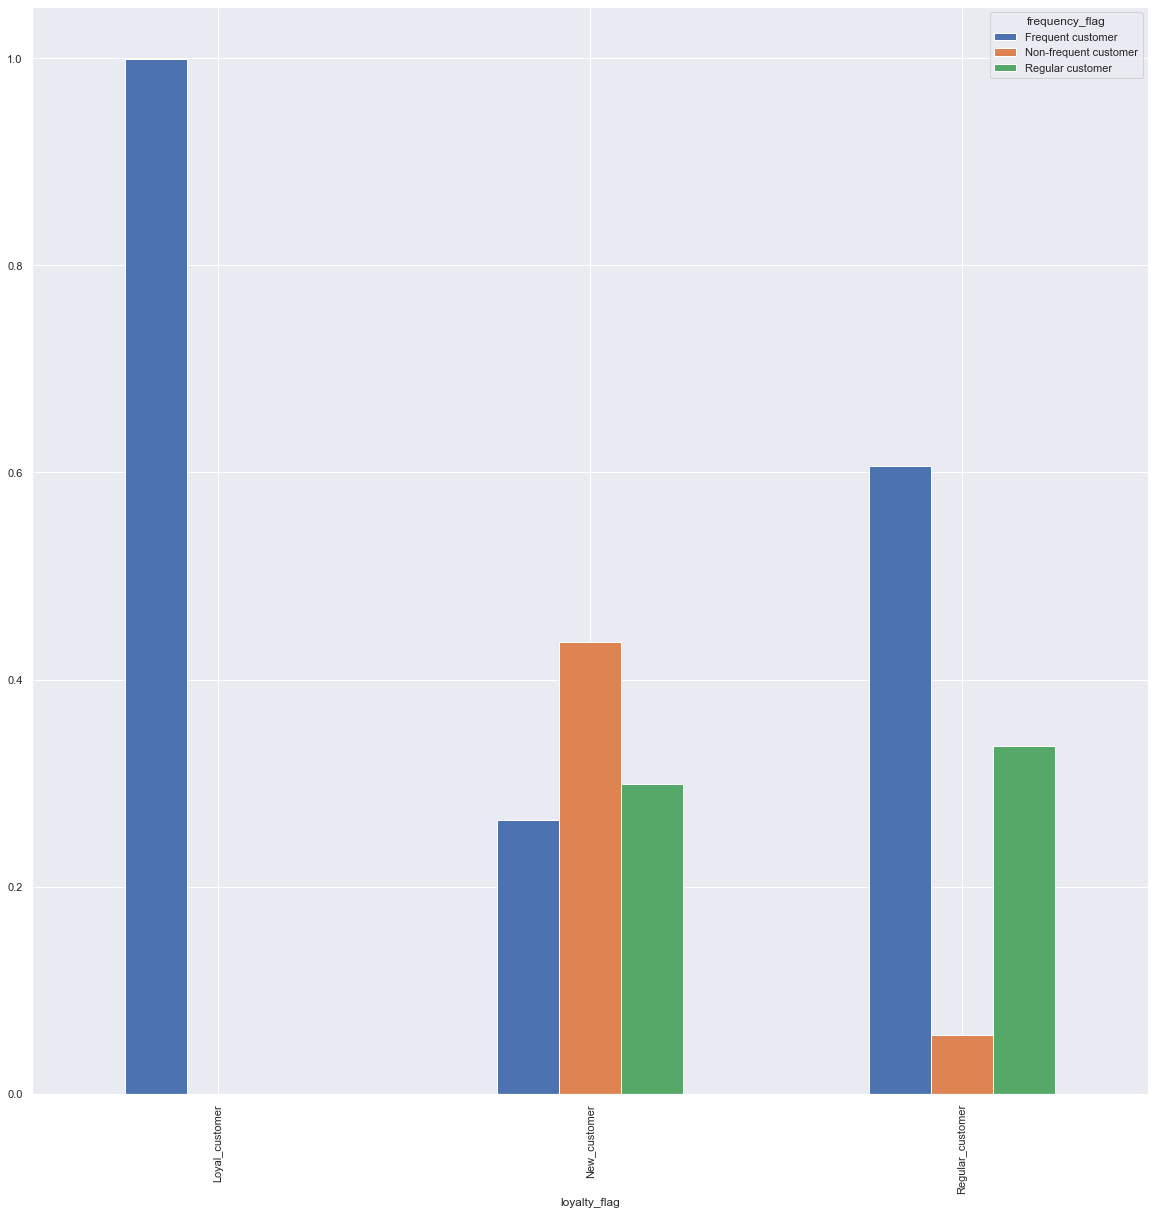 frequency_flag
Frequent customer
Non-frequent customer
Regular customer
1.0
0.8
0.6
0.4
0.2
0.0
Loyal_customer
New_customer
Regular_customer
loyalty_flag